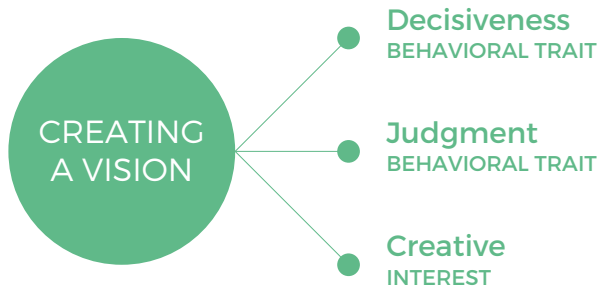 CREATING
A VISION
Decisiveness
BEHAVIORAL TRAIT
Judgment
BEHAVIORAL TRAIT
Creative
INTEREST